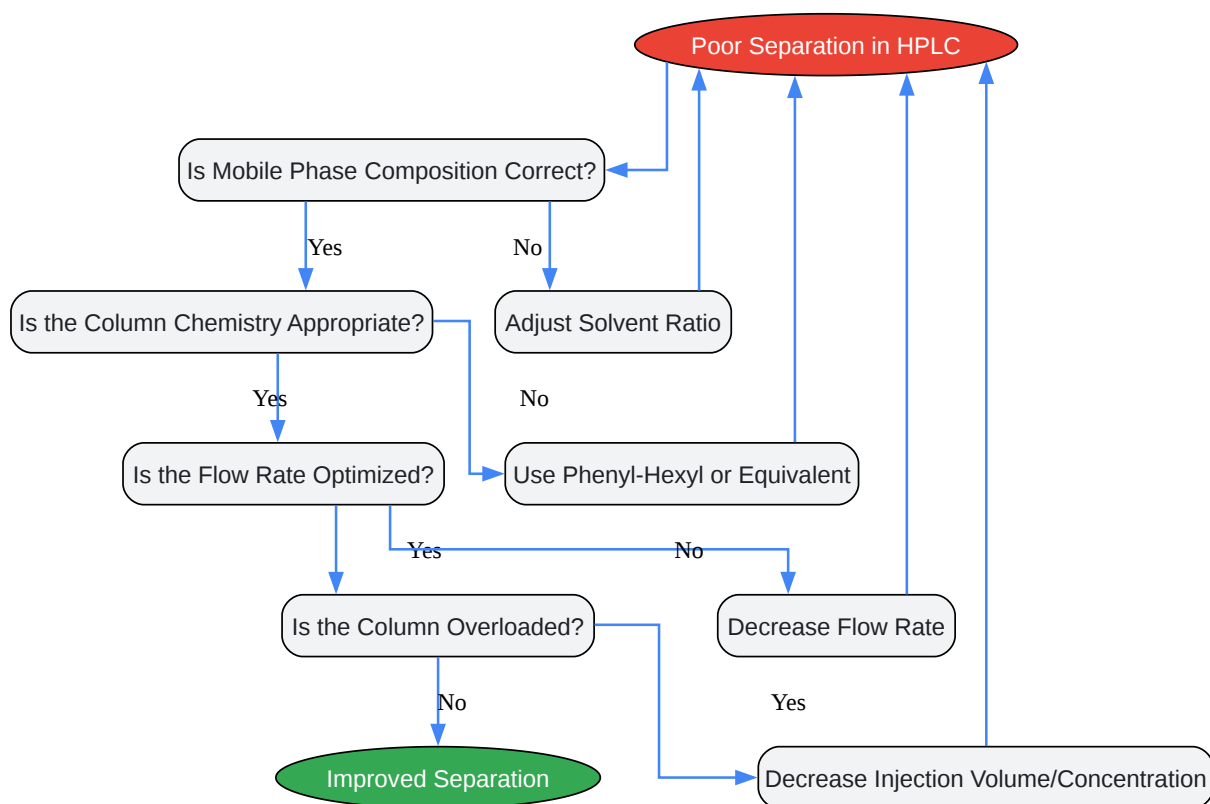 Poor Separation in HPLC
Is Mobile Phase Composition Correct?
Yes
No
Is the Column Chemistry Appropriate?
Adjust Solvent Ratio
Yes
No
Is the Flow Rate Optimized?
Use Phenyl-Hexyl or Equivalent
Yes
No
Is the Column Overloaded?
Decrease Flow Rate
No
Yes
Improved Separation
Decrease Injection Volume/Concentration